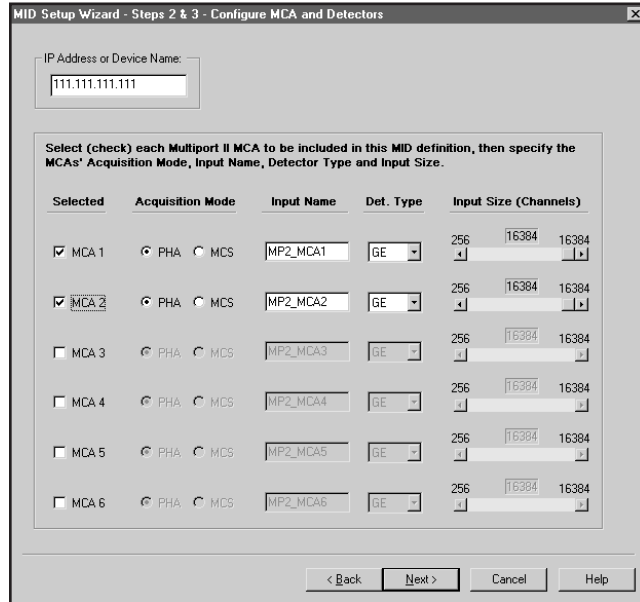 MID Setup Wizard - Steps 2 & 3 - Configure MCA and Detectors
IP Address or Device Name:
111.111.111.111
Select (check) each Multiport II MCA to be included in this MID definition, then specify the
MCAs' Acquisition Mode, Input Name, Detector Type and Input Size.
Selected Acquisition Mode Input Name Det. Type Input Size (Channels)
MCA 1 PHA MCS MP2_MCA1 GE 256 16384 16384
MCA 2 PHA MCS MP2_MCA2 GE 256 16384 16384
MCA 3 PHA MCS MP2_MCA3 GE 256 16384 16384
MCA 4 PHA MCS MP2_MCA4 GE 256 16384 16384
MCA 5 PHA MCS MP2_MCA5 GE 256 16384 16384
MCA 6 PHA MCS MP2_MCA6 GE 256 16384 16384
< Back Next > Cancel Help